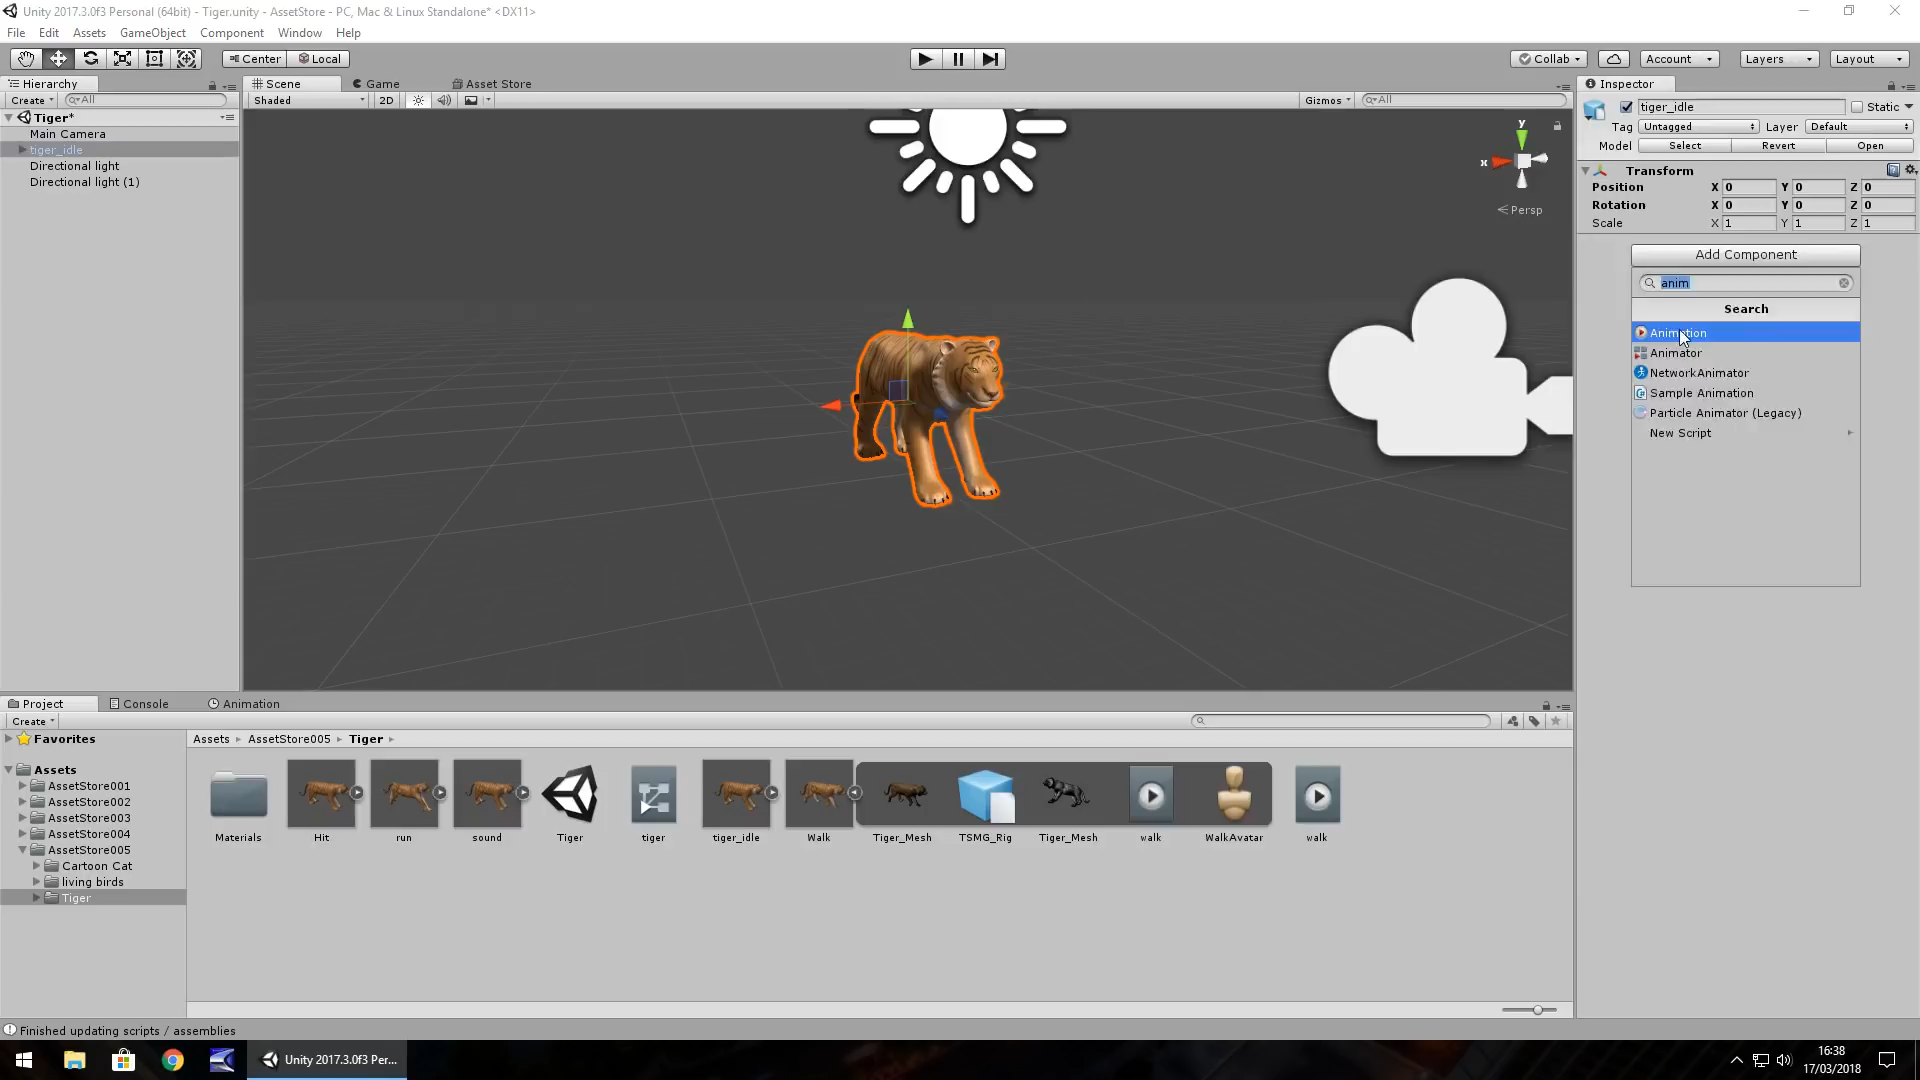 Unity 2017.3.0f3 Personal (64bit) - Tiger.unity - AssetStore - PC, Mac & Linux Standalone* <DX11>
File Edit Assets GameObject Component Window Help
Center Local Collab Account Layers Layout
Hierarchy
Create All
Tiger*
Main Camera
tiger_idle
Directional light
Directional light (1)
Scene Game Asset Store
Shaded 2D Gizmos All
y
x
Persp
Inspector
tiger_idle Static
Tag Untagged Layer Default
Model Select Revert Open
Transform
Position X 0 Y 0 Z 0
Rotation X 0 Y 0 Z 0
Scale X 1 Y 1 Z 1
Add Component
anim
Search
Animation
Animator
NetworkAnimator
Sample Animation
Particle Animator (Legacy)
New Script
Project Console Animation
Create
Favorites
Assets
AssetStore001
AssetStore002
AssetStore003
AssetStore004
AssetStore005
Cartoon Cat
living birds
Tiger
Assets AssetStore005 Tiger
Materials Hit run sound Tiger tiger tiger_idle Walk Tiger_Mesh TSMG_Rig Tiger_Mesh walk WalkAvatar walk
Finished updating scripts / assemblies
Unity 2017.3.0f3 Per...
16:38
17/03/2018